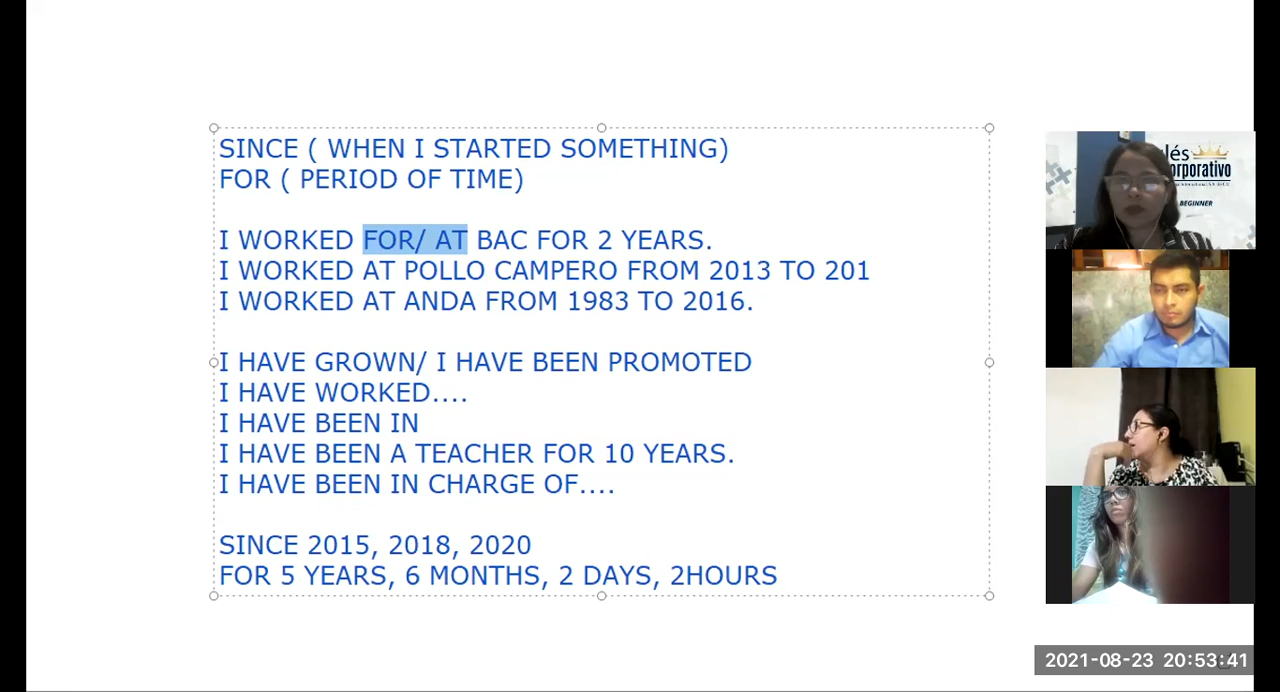 SINCE ( WHEN I STARTED SOMETHING)
FOR ( PERIOD OF TIME)
I WORKED FOR/ AT BAC FOR 2 YEARS.
I WORKED AT POLLO CAMPERO FROM 2013 TO 201
I WORKED AT ANDA FROM 1983 TO 2016.
I HAVE GROWN/ I HAVE BEEN PROMOTED
I HAVE WORKED....
I HAVE BEEN IN
I HAVE BEEN A TEACHER FOR 10 YEARS.
I HAVE BEEN IN CHARGE OF....
SINCE 2015, 2018, 2020
FOR 5 YEARS, 6 MONTHS, 2 DAYS, 2HOURS
lés
orporativo
BEGINNER
2021-08-23 20:53:41